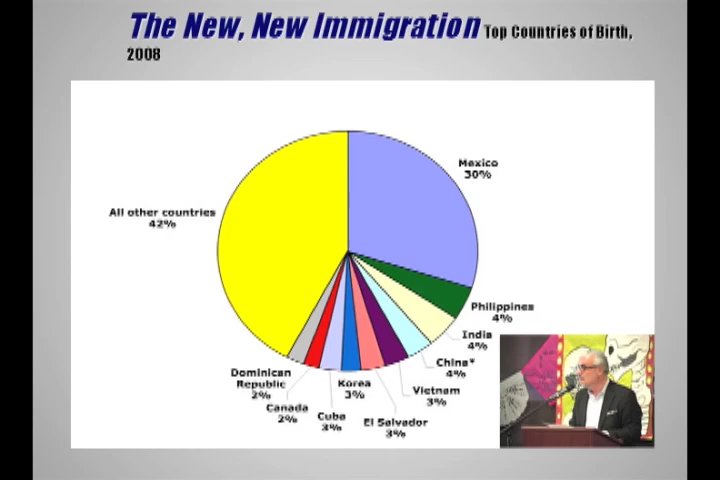 The New, New Immigration Top Countries of Birth,
2008
Mexico
30%
All other countries
42%
Philippines
4%
India
4%
China*
4%
Vietnam
3%
El Salvador
3%
Korea
3%
Cuba
3%
Canada
2%
Dominican
Republic
2%